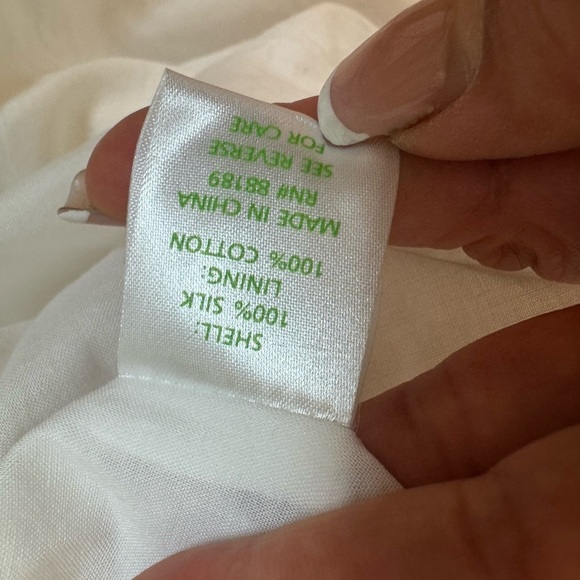 SHELL:
100% SILK
LINING:
100% COTTON
MADE IN CHINA
RN# 88189
SEE REVERSE
FOR CARE